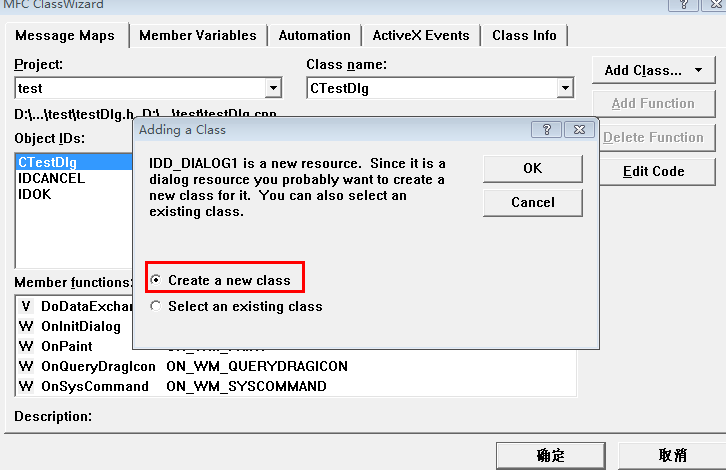 MFC ClassWizard
Message Maps Member Variables Automation ActiveX Events Class Info
Project: Class name:
test CTestDlg
Add Class...
Add Function
Delete Function
Edit Code
D:\...\test\testDlg.h, D:\...\test\testDlg.cpp
Object IDs:
CTestDlg
IDCANCEL
IDOK
Adding a Class
IDD_DIALOG1 is a new resource. Since it is a
dialog resource you probably want to create a
new class for it. You can also select an
existing class.
OK
Cancel
Create a new class
Select an existing class
Member functions:
V DoDataExchan
W OnInitDialog
W OnPaint ON_WM_PAINT
W OnQueryDragIcon ON_WM_QUERYDRAGICON
W OnSysCommand ON_WM_SYSCOMMAND
Description:
确定 取消